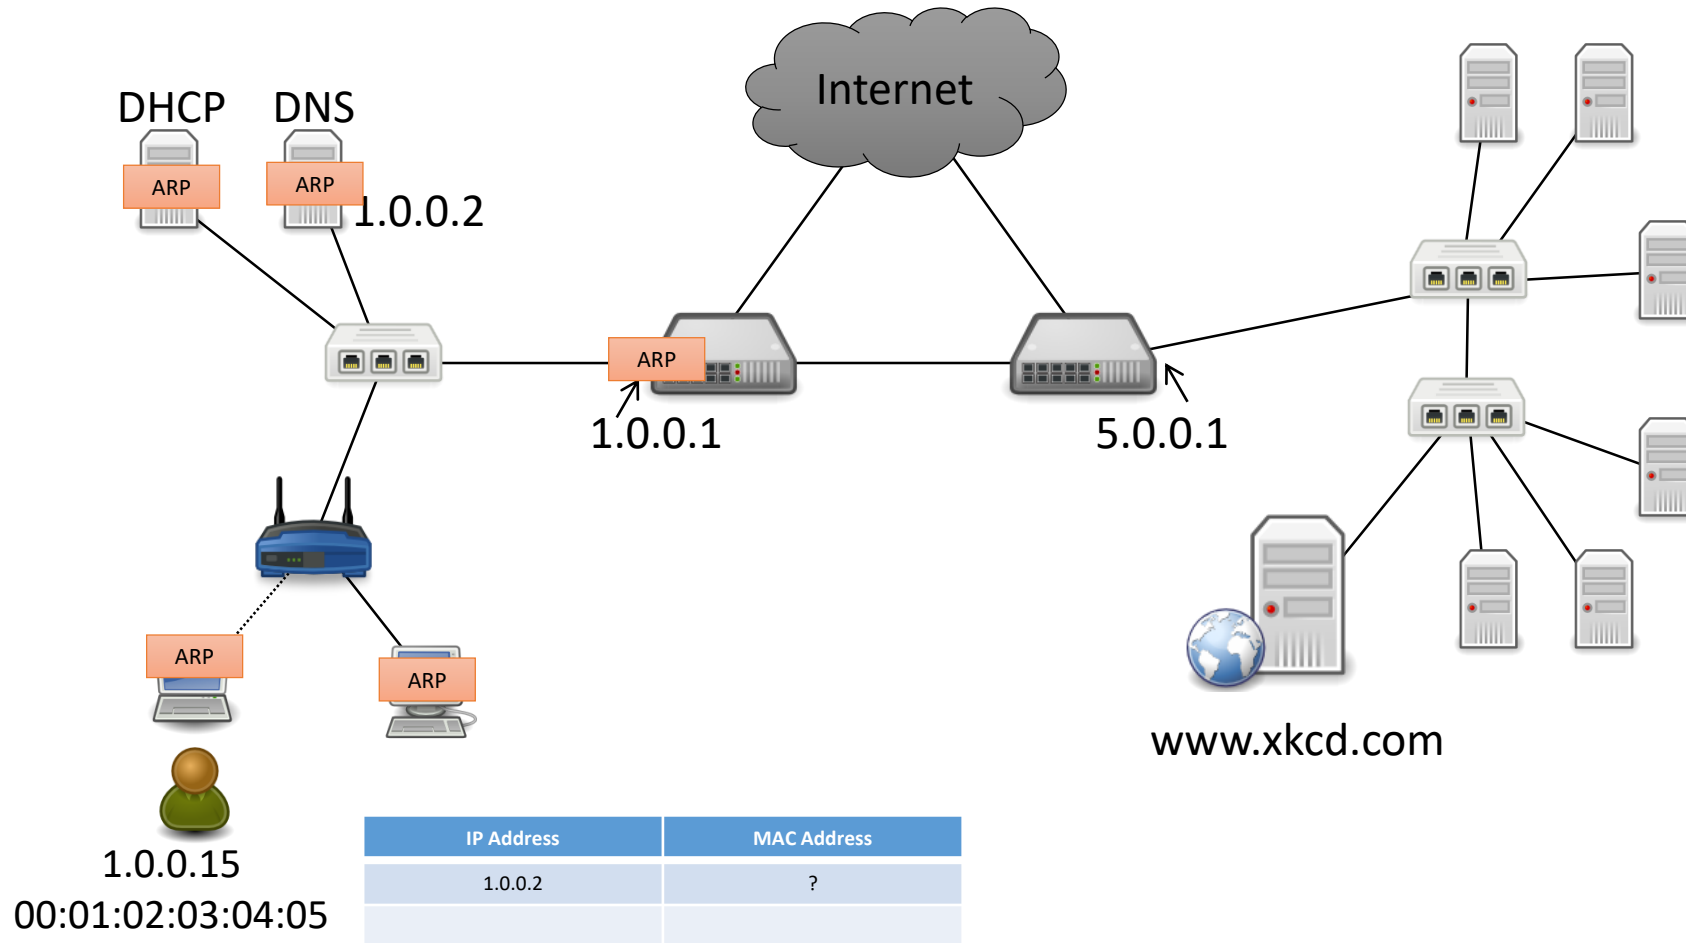 Internet
DHCP
DNS
ARP
ARP
1.0.0.2
ARP
1.0.0.1
5.0.0.1
ARP
ARP
www.xkcd.com
1.0.0.15
00:01:02:03:04:05
IP Address MAC Address
1.0.0.2 ?